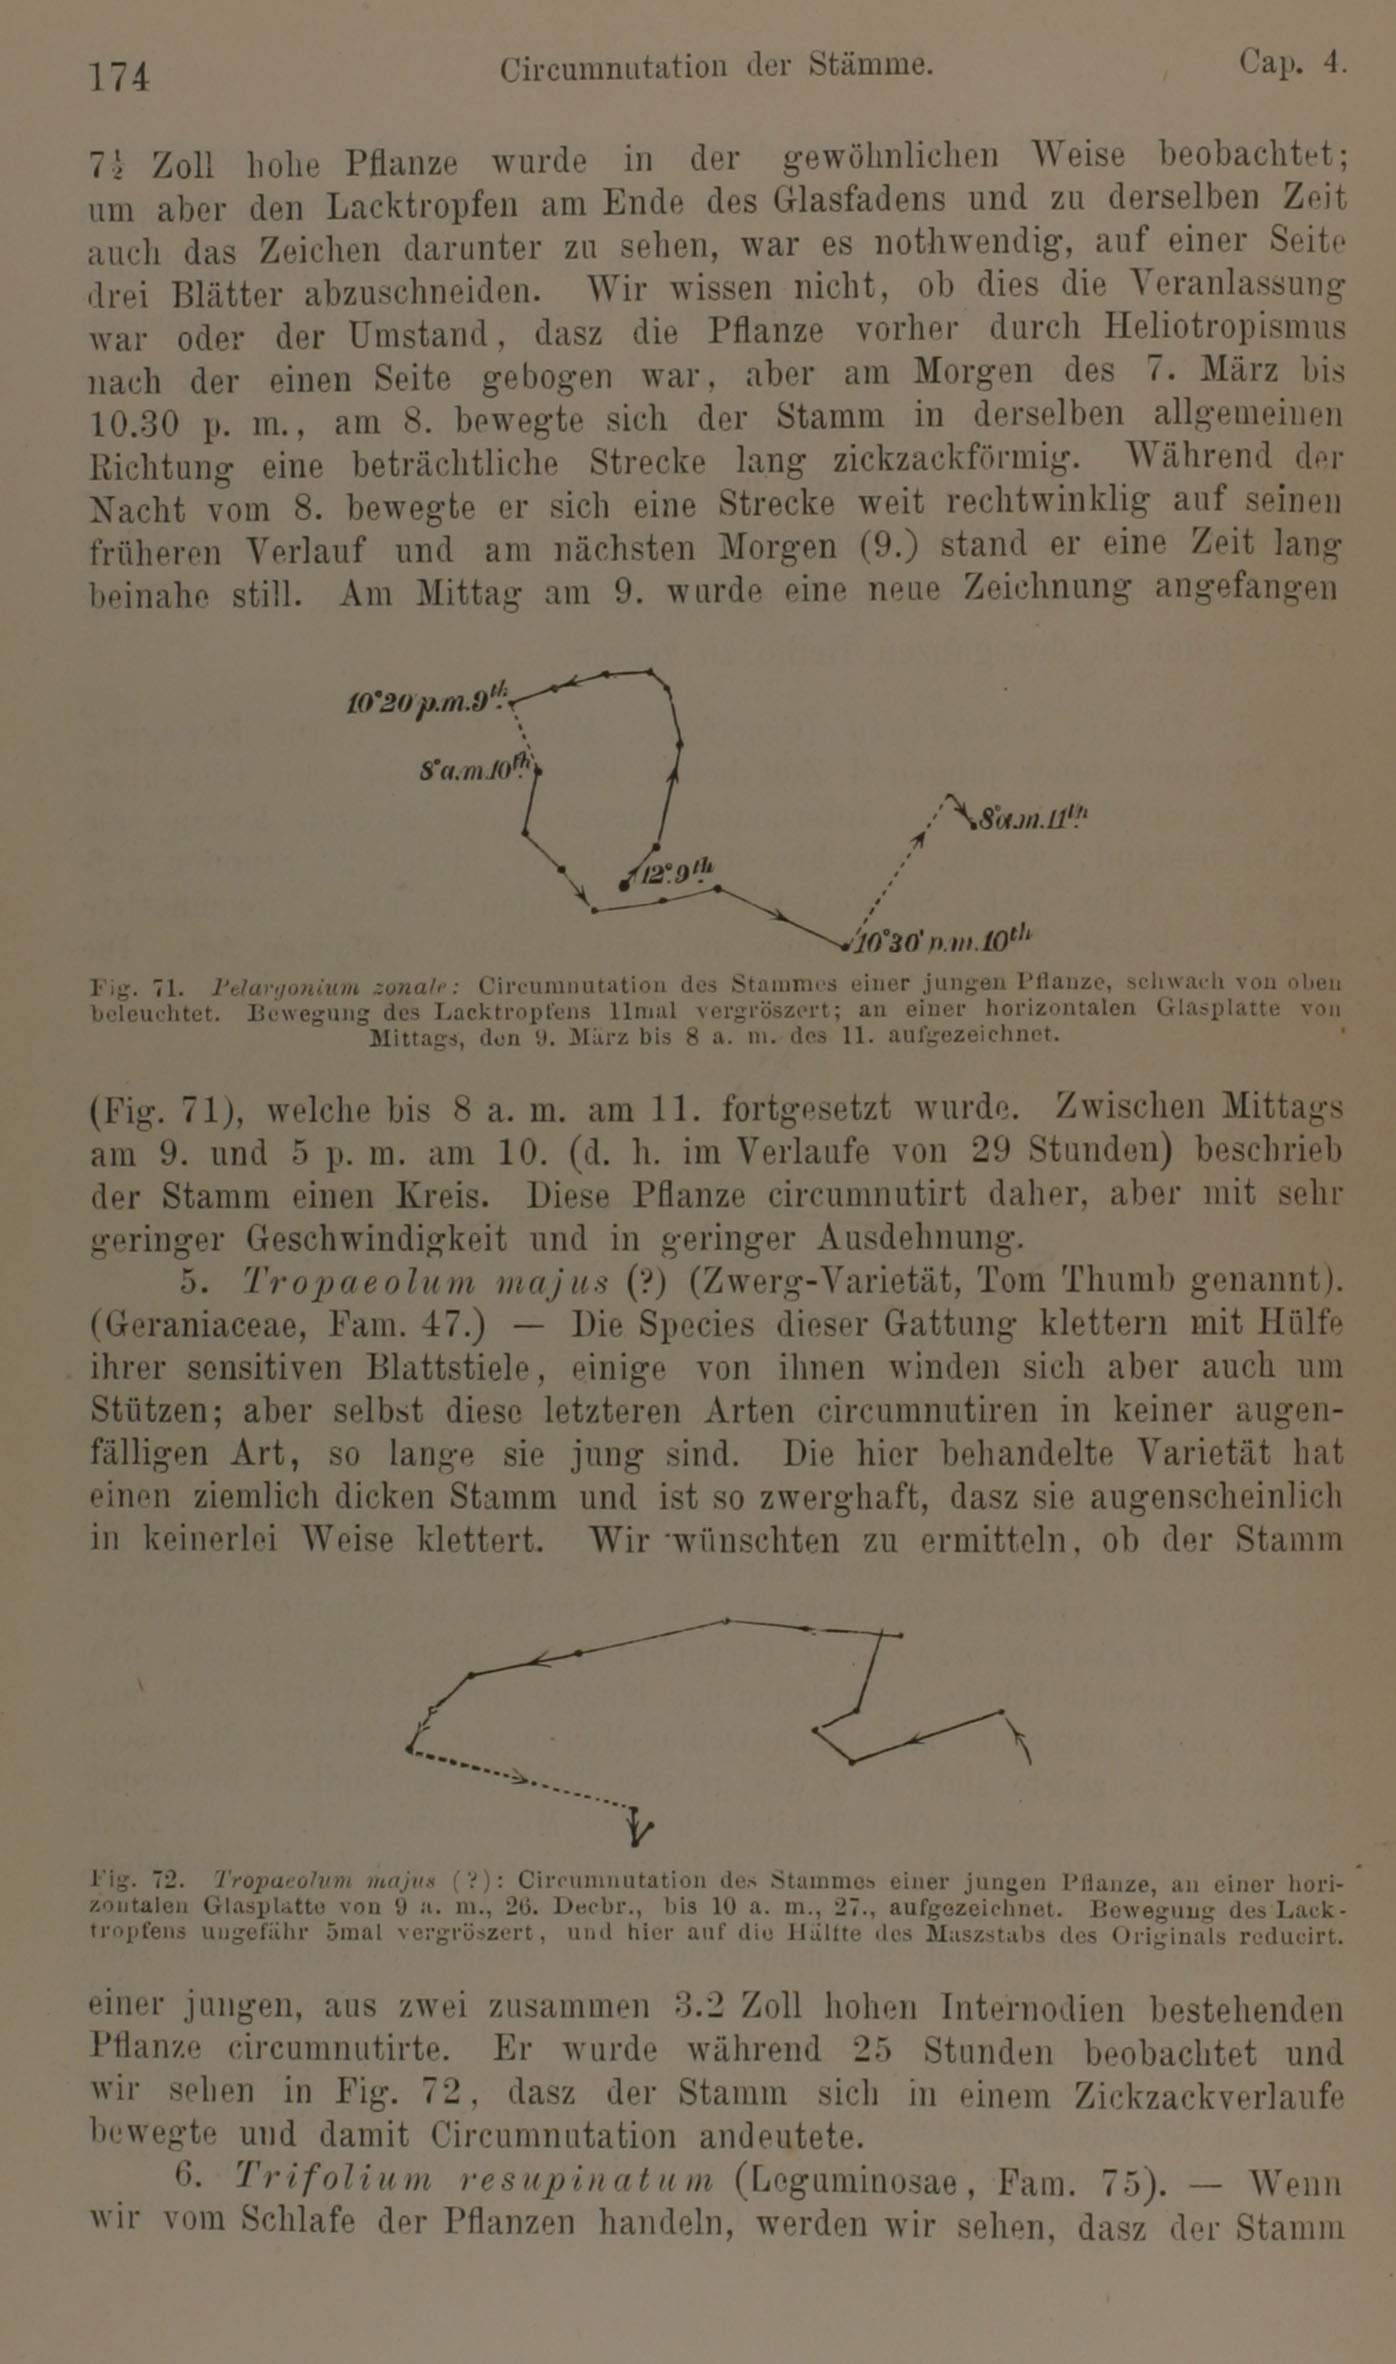 174 Circumnutation der Stämme. Cap. 4.
7½ Zoll hohe Pflanze wurde in der gewöhnlichen Weise beobachtet;
um aber den Lacktropfen am Ende des Glasfadens und zu derselben Zeit
auch das Zeichen darunter zu sehen, war es nothwendig, auf einer Seite
drei Blätter abzuschneiden. Wir wissen nicht, ob dies die Veranlassung
war oder der Umstand, dasz die Pflanze vorher durch Heliotropismus
nach der einen Seite gebogen war, aber am Morgen des 7. März bis
10.30 p. m., am 8. bewegte sich der Stamm in derselben allgemeinen
Richtung eine beträchtliche Strecke lang zickzackförmig. Während der
Nacht vom 8. bewegte er sich eine Strecke weit rechtwinklig auf seinen
früheren Verlauf und am nächsten Morgen (9.) stand er eine Zeit lang
beinahe still. Am Mittag am 9. wurde eine neue Zeichnung angefangen
10°20'p.m.9th.
8°a.m.10th.
8°a.m.11th.
12°.9th.
10°30'p.m.10th
Fig. 71. Pelargonium zonale: Circumnutation des Stammes einer jungen Pflanze, schwach von oben
beleuchtet. Bewegung des Lacktropfens 11mal vergröszert; an einer horizontalen Glasplatte von
Mittags, den 9. März bis 8 a. m. des 11. aufgezeichnet.
(Fig. 71), welche bis 8 a. m. am 11. fortgesetzt wurde. Zwischen Mittags
am 9. und 5 p. m. am 10. (d. h. im Verlaufe von 29 Stunden) beschrieb
der Stamm einen Kreis. Diese Pflanze circumnutirt daher, aber mit sehr
geringer Geschwindigkeit und in geringer Ausdehnung.
5. Tropaeolum majus (?) (Zwerg-Varietät, Tom Thumb genannt).
(Geraniaceae, Fam. 47.) — Die Species dieser Gattung klettern mit Hülfe
ihrer sensitiven Blattstiele, einige von ihnen winden sich aber auch um
Stützen; aber selbst diese letzteren Arten circumnutiren in keiner augen-
fälligen Art, so lange sie jung sind. Die hier behandelte Varietät hat
einen ziemlich dicken Stamm und ist so zwerghaft, dasz sie augenscheinlich
in keinerlei Weise klettert. Wir wünschten zu ermitteln, ob der Stamm
Fig. 72. Tropaeolum majus (?): Circumnutation des Stammes einer jungen Pflanze, an einer hori-
zontalen Glasplatte von 9 a. m., 26. Decbr., bis 10 a. m., 27., aufgezeichnet. Bewegung des Lack-
tropfens ungefähr 5mal vergröszert, und hier auf die Hälfte des Maszstabs des Originals reducirt.
einer jungen, aus zwei zusammen 3.2 Zoll hohen Internodien bestehenden
Pflanze circumnutirte. Er wurde während 25 Stunden beobachtet und
wir sehen in Fig. 72, dasz der Stamm sich in einem Zickzackverlaufe
bewegte und damit Circumnutation andeutete.
6. Trifolium resupinatum (Leguminosae, Fam. 75). — Wenn
wir vom Schlafe der Pflanzen handeln, werden wir sehen, dasz der Stamm